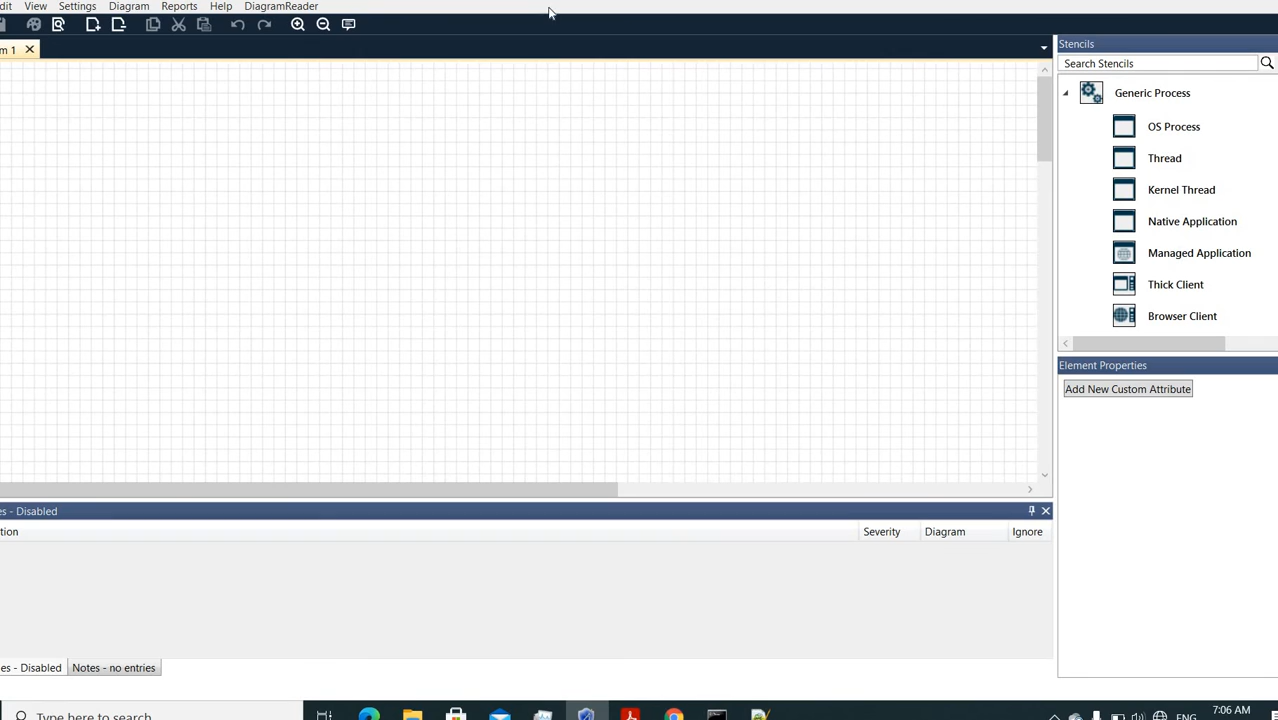 dit View Settings Diagram Reports Help DiagramReader
m 1
Stencils
Search Stencils
Generic Process
OS Process
Thread
Kernel Thread
Native Application
Managed Application
Thick Client
Browser Client
Element Properties
Add New Custom Attribute
es - Disabled
tion Severity Diagram Ignore
es - Disabled Notes - no entries
Type here to search
ENG 7:06 AM